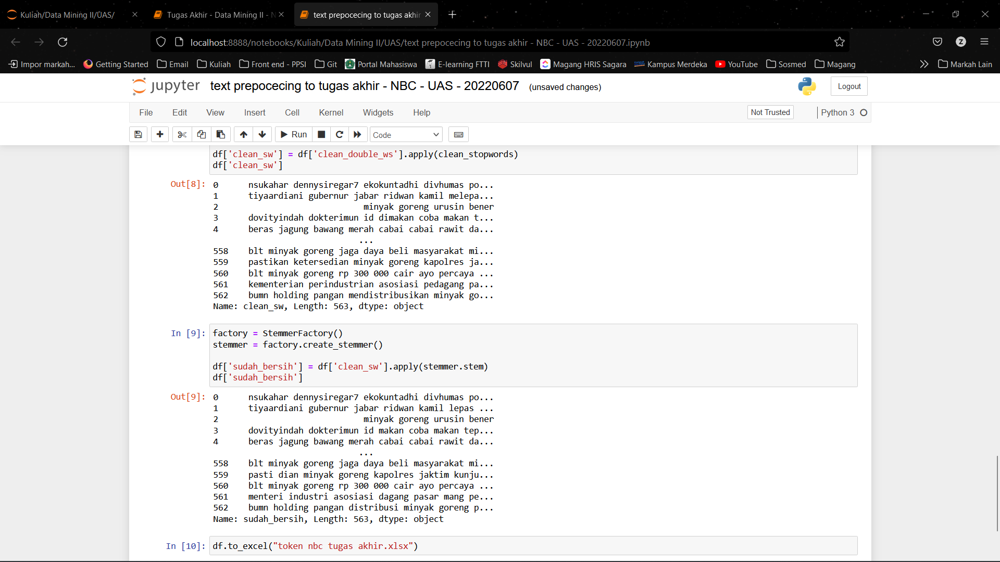 Kuliah/Data Mining II/UAS/
Tugas Akhir - Data Mining II - N
text prepocecing to tugas akhir
localhost:8888/notebooks/Kuliah/Data Mining II/UAS/text prepocecing to tugas akhir - NBC - UAS - 20220607.ipynb
Z
Impor markah...
Getting Started
Email
Kuliah
Front end - PPSI
Git
Portal Mahasiswa
E-learning FTTI
Skilvul
Magang HRIS Sagara
Kampus Merdeka
YouTube
Sosmed
Magang
Markah Lain
jupyter text prepocecing to tugas akhir - NBC - UAS - 20220607 (unsaved changes)
Logout
File Edit View Insert Cell Kernel Widgets Help
Not Trusted
Python 3
Run
Code
df['clean_sw'] = df['clean_double_ws'].apply(clean_stopwords)
df['clean_sw']
Out[8]: 0 nsukahar dennysiregar7 ekokuntadhi divhumas po...
1 tiyaardiani gubernur jabar ridwan kamil melepa...
2 minyak goreng urusin bener
3 dovityindah dokterimun id dimakan coba makan t...
4 beras jagung bawang merah cabai cabai rawit da...
...
558 blt minyak goreng jaga daya beli masyarakat mi...
559 pastikan ketersedian minyak goreng kapolres ja...
560 blt minyak goreng rp 300 000 cair ayo percaya ...
561 kementerian perindustrian asosiasi pedagang pa...
562 bumn holding pangan mendistribusikan minyak go...
Name: clean_sw, Length: 563, dtype: object
In [9]: factory = StemmerFactory()
stemmer = factory.create_stemmer()
df['sudah_bersih'] = df['clean_sw'].apply(stemmer.stem)
df['sudah_bersih']
Out[9]: 0 nsukahar dennysiregar7 ekokuntadhi divhumas po...
1 tiyaardiani gubernur jabar ridwan kamil lepas ...
2 minyak goreng urusin bener
3 dovityindah dokterimun id makan coba makan tep...
4 beras jagung bawang merah cabai cabai rawit da...
...
558 blt minyak goreng jaga daya beli masyarakat mi...
559 pasti dian minyak goreng kapolres jaktim kunju...
560 blt minyak goreng rp 300 000 cair ayo percaya ...
561 menteri industri asosiasi dagang pasar mang pe...
562 bumn holding pangan distribusi minyak goreng p...
Name: sudah_bersih, Length: 563, dtype: object
In [10]: df.to_excel("token nbc tugas akhir.xlsx")